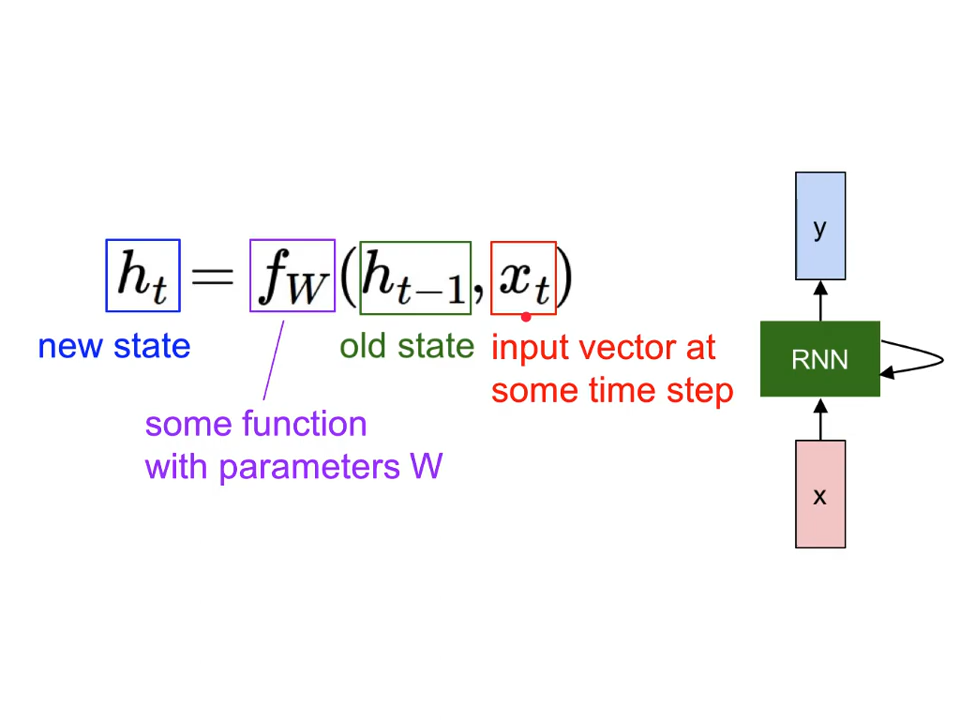 h_t = f_W(h_{t-1}, x_t)
new state
old state
input vector at
some time step
some function
with parameters W
y
RNN
x